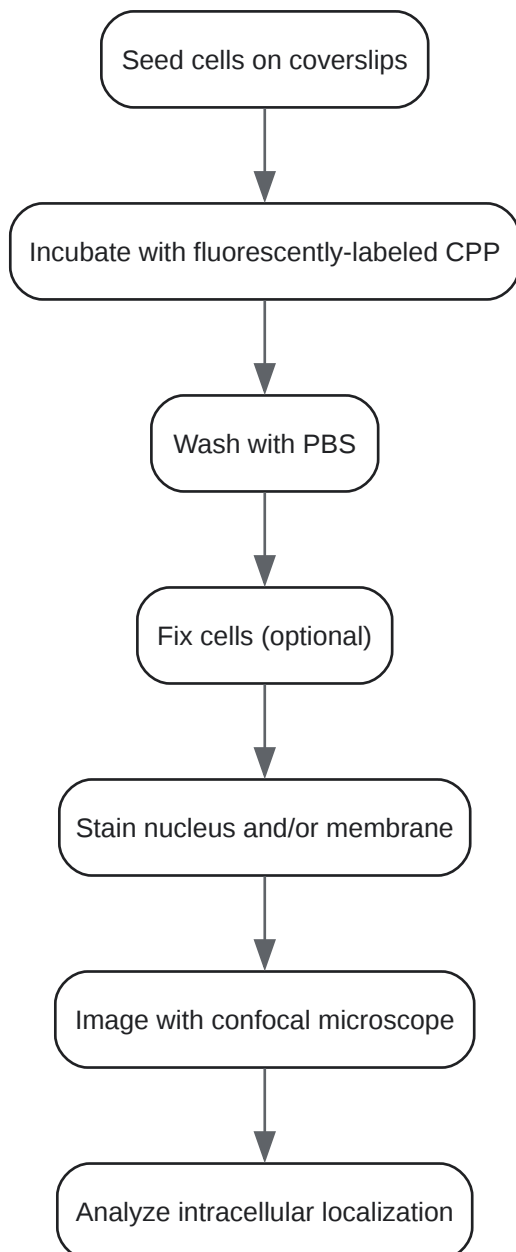 Seed cells on coverslips
Incubate with fluorescently-labeled CPP
Wash with PBS
Fix cells (optional)
Stain nucleus and/or membrane
Image with confocal microscope
Analyze intracellular localization